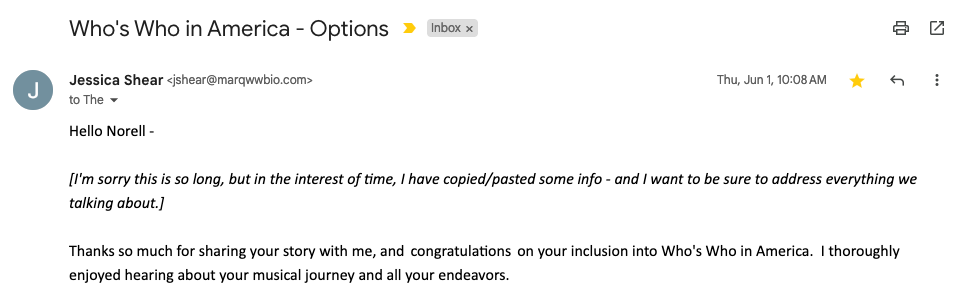 Who's Who in America - Options
Inbox ×
J
Jessica Shear <jshear@marqwwbio.com>
Thu, Jun 1, 10:08 AM
to The
Hello Norell -
[I'm sorry this is so long, but in the interest of time, I have copied/pasted some info - and I want to be sure to address everything we
talking about.]
Thanks so much for sharing your story with me, and congratulations on your inclusion into Who's Who in America. I thoroughly
enjoyed hearing about your musical journey and all your endeavors.